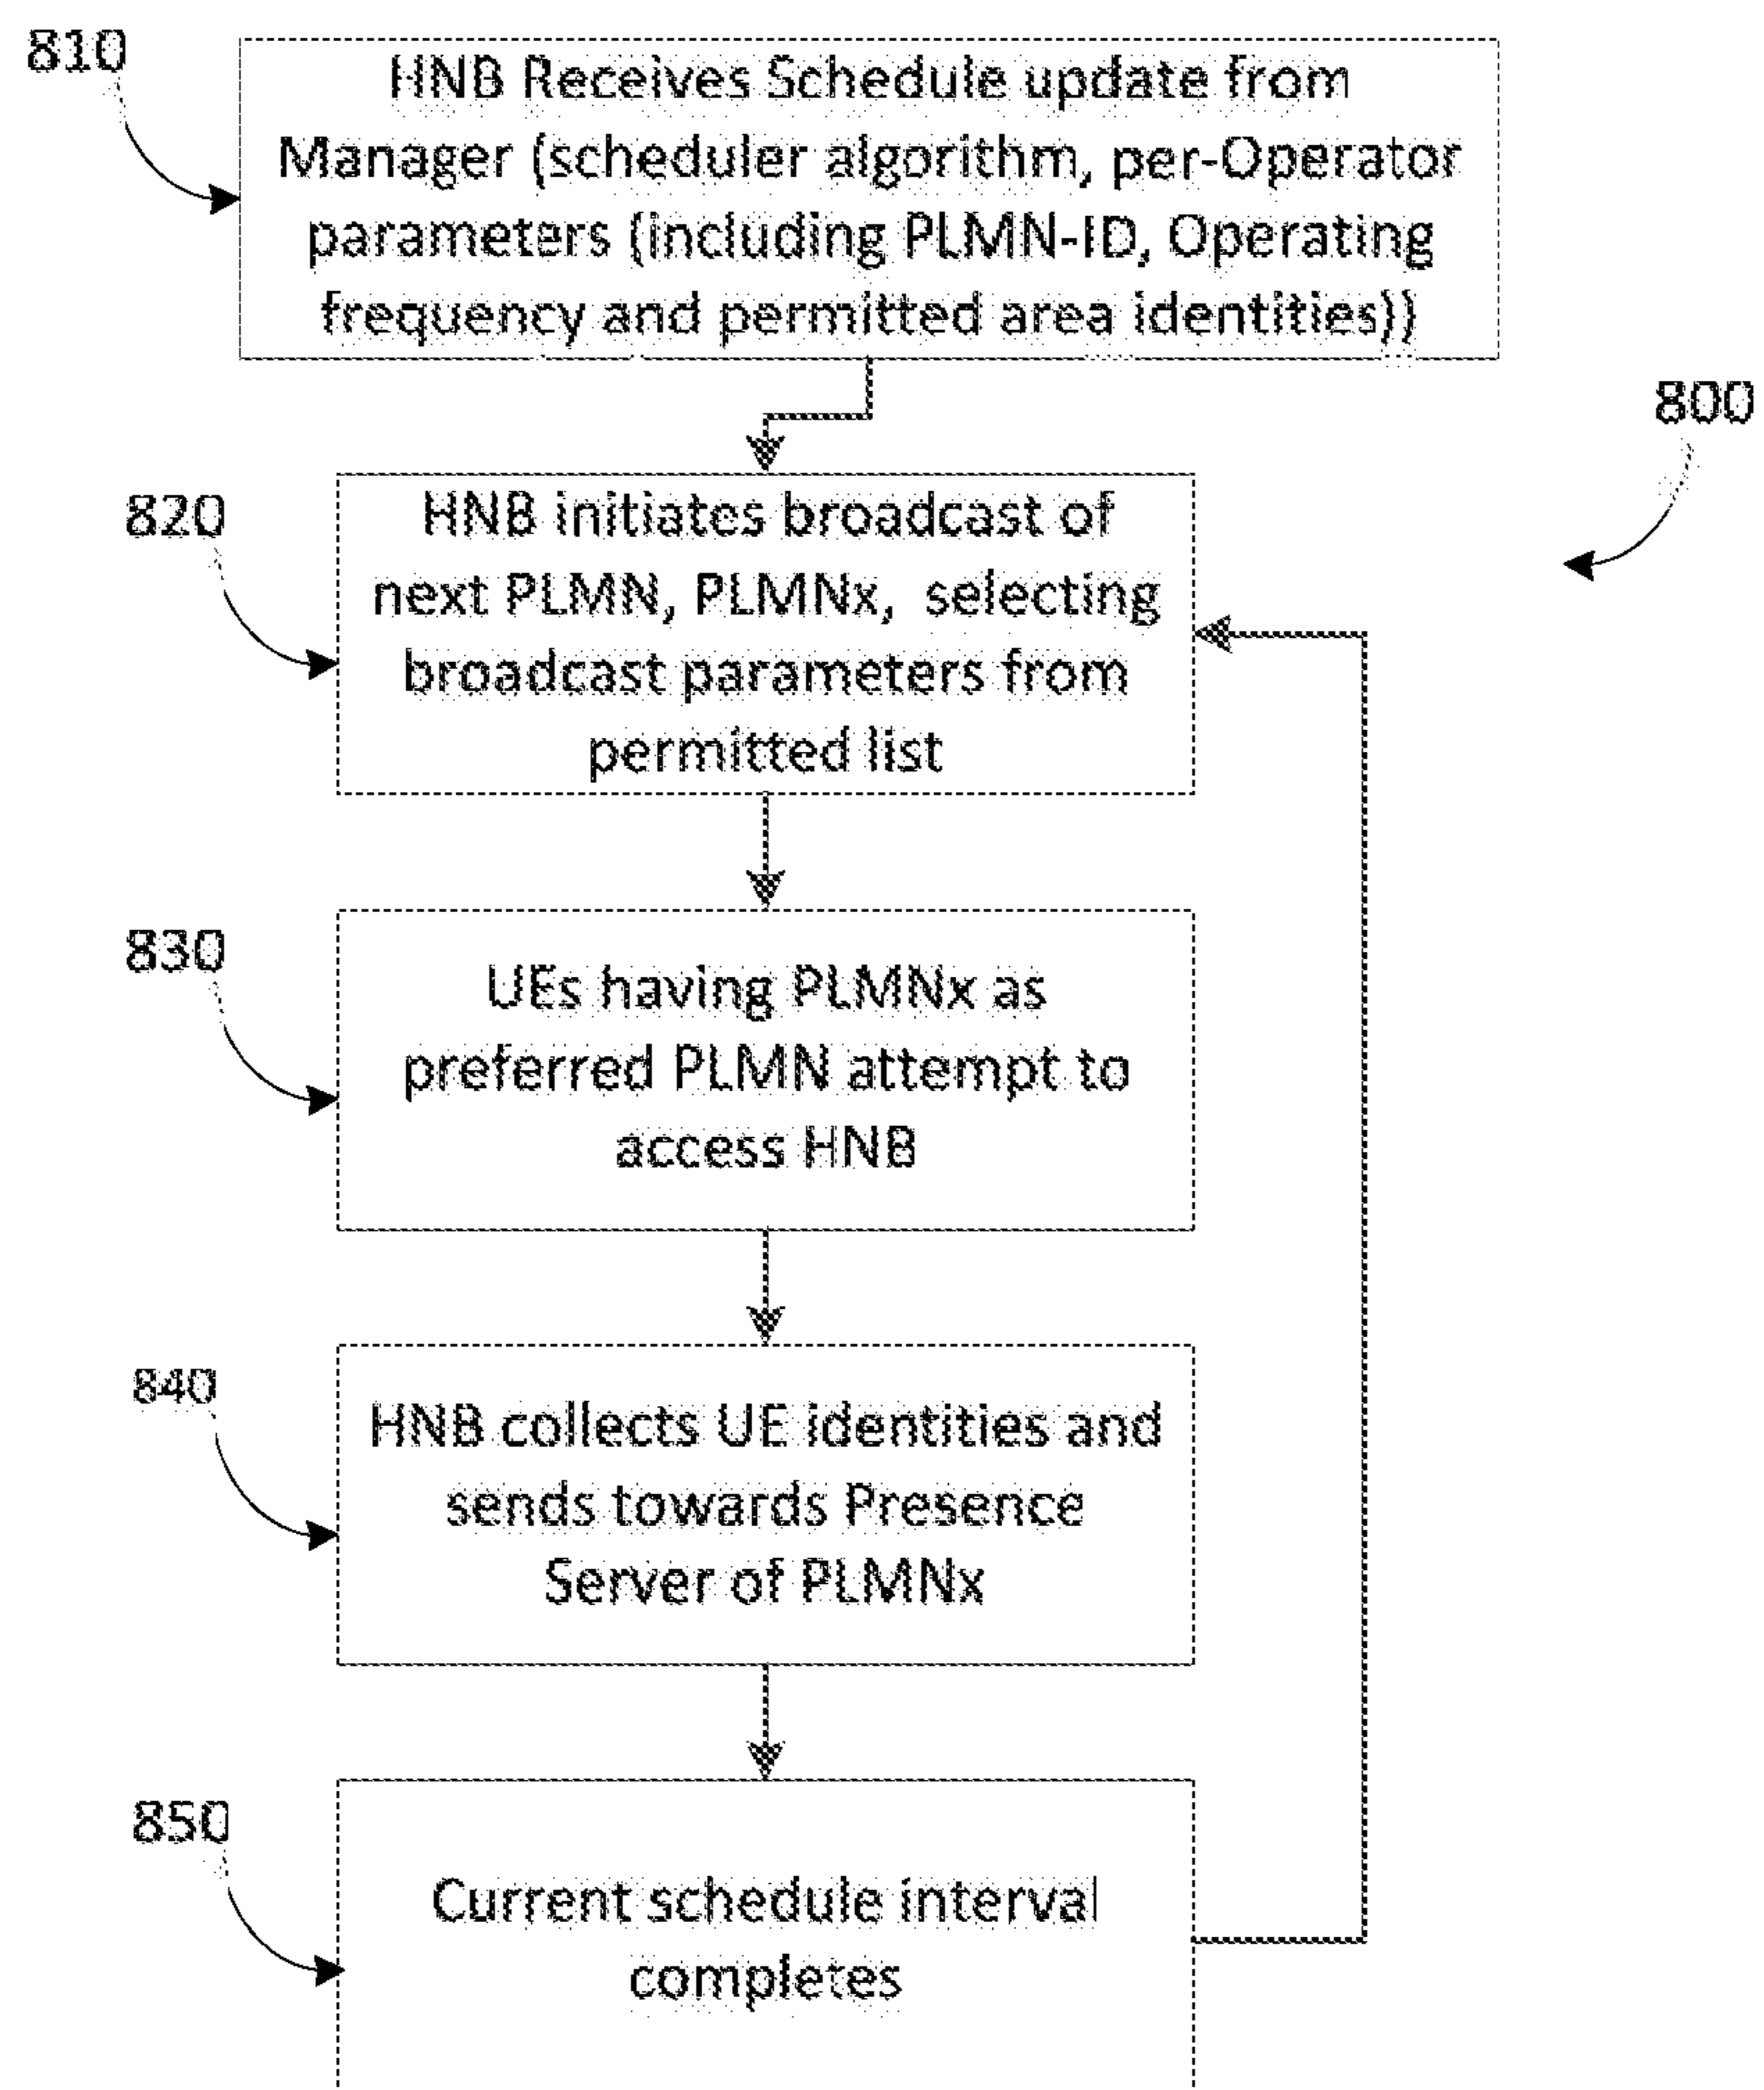 810
HNB Receives Schedule update from
Manager (scheduler algorithm, per-Operator
parameters (including PLMN-ID, Operating
frequency and permitted area identities))
800
820
HNB initiates broadcast of
next PLMN, PLMNx, selecting
broadcast parameters from
permitted list
830
UEs having PLMNx as
preferred PLMN attempt to
access HNB
840
HNB collects UE identities and
sends towards Presence
Server of PLMNx
850
Current schedule interval
completes